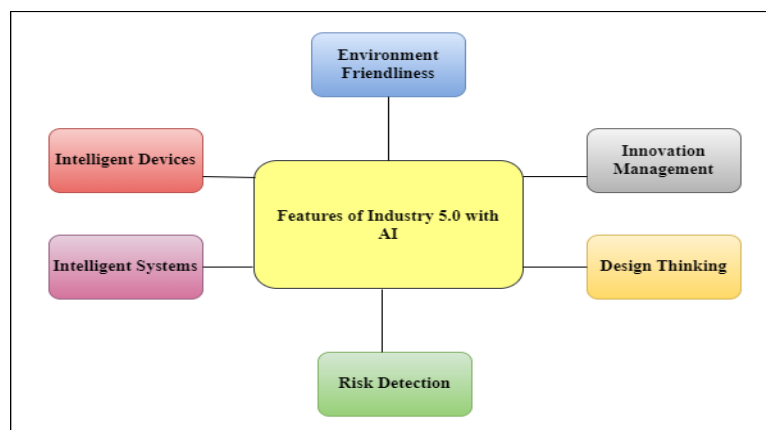 Environment
Friendliness
Intelligent Devices
Innovation
Management
Features of Industry 5.0 with
AI
Intelligent Systems
Design Thinking
Risk Detection